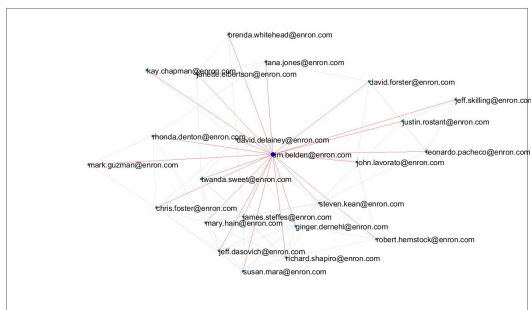 brenda.whitehead@enron.com
tana.jones@enron.com
kay.chapman@enron.com
janette.elbertson@enron.com
david.forster@enron.com
jeff.skilling@enron.com
justin.rostant@enron.com
rhonda.denton@enron.com
david.delainey@enron.com
tim.belden@enron.com
leonardo.pacheco@enron.com
mark.guzman@enron.com
john.lavorato@enron.com
twanda.sweet@enron.com
steven.kean@enron.com
chris.foster@enron.com
james.steffes@enron.com
mary.hain@enron.com
ginger.dernehl@enron.com
robert.hemstock@enron.com
jeff.dasovich@enron.com
richard.shapiro@enron.com
susan.mara@enron.com